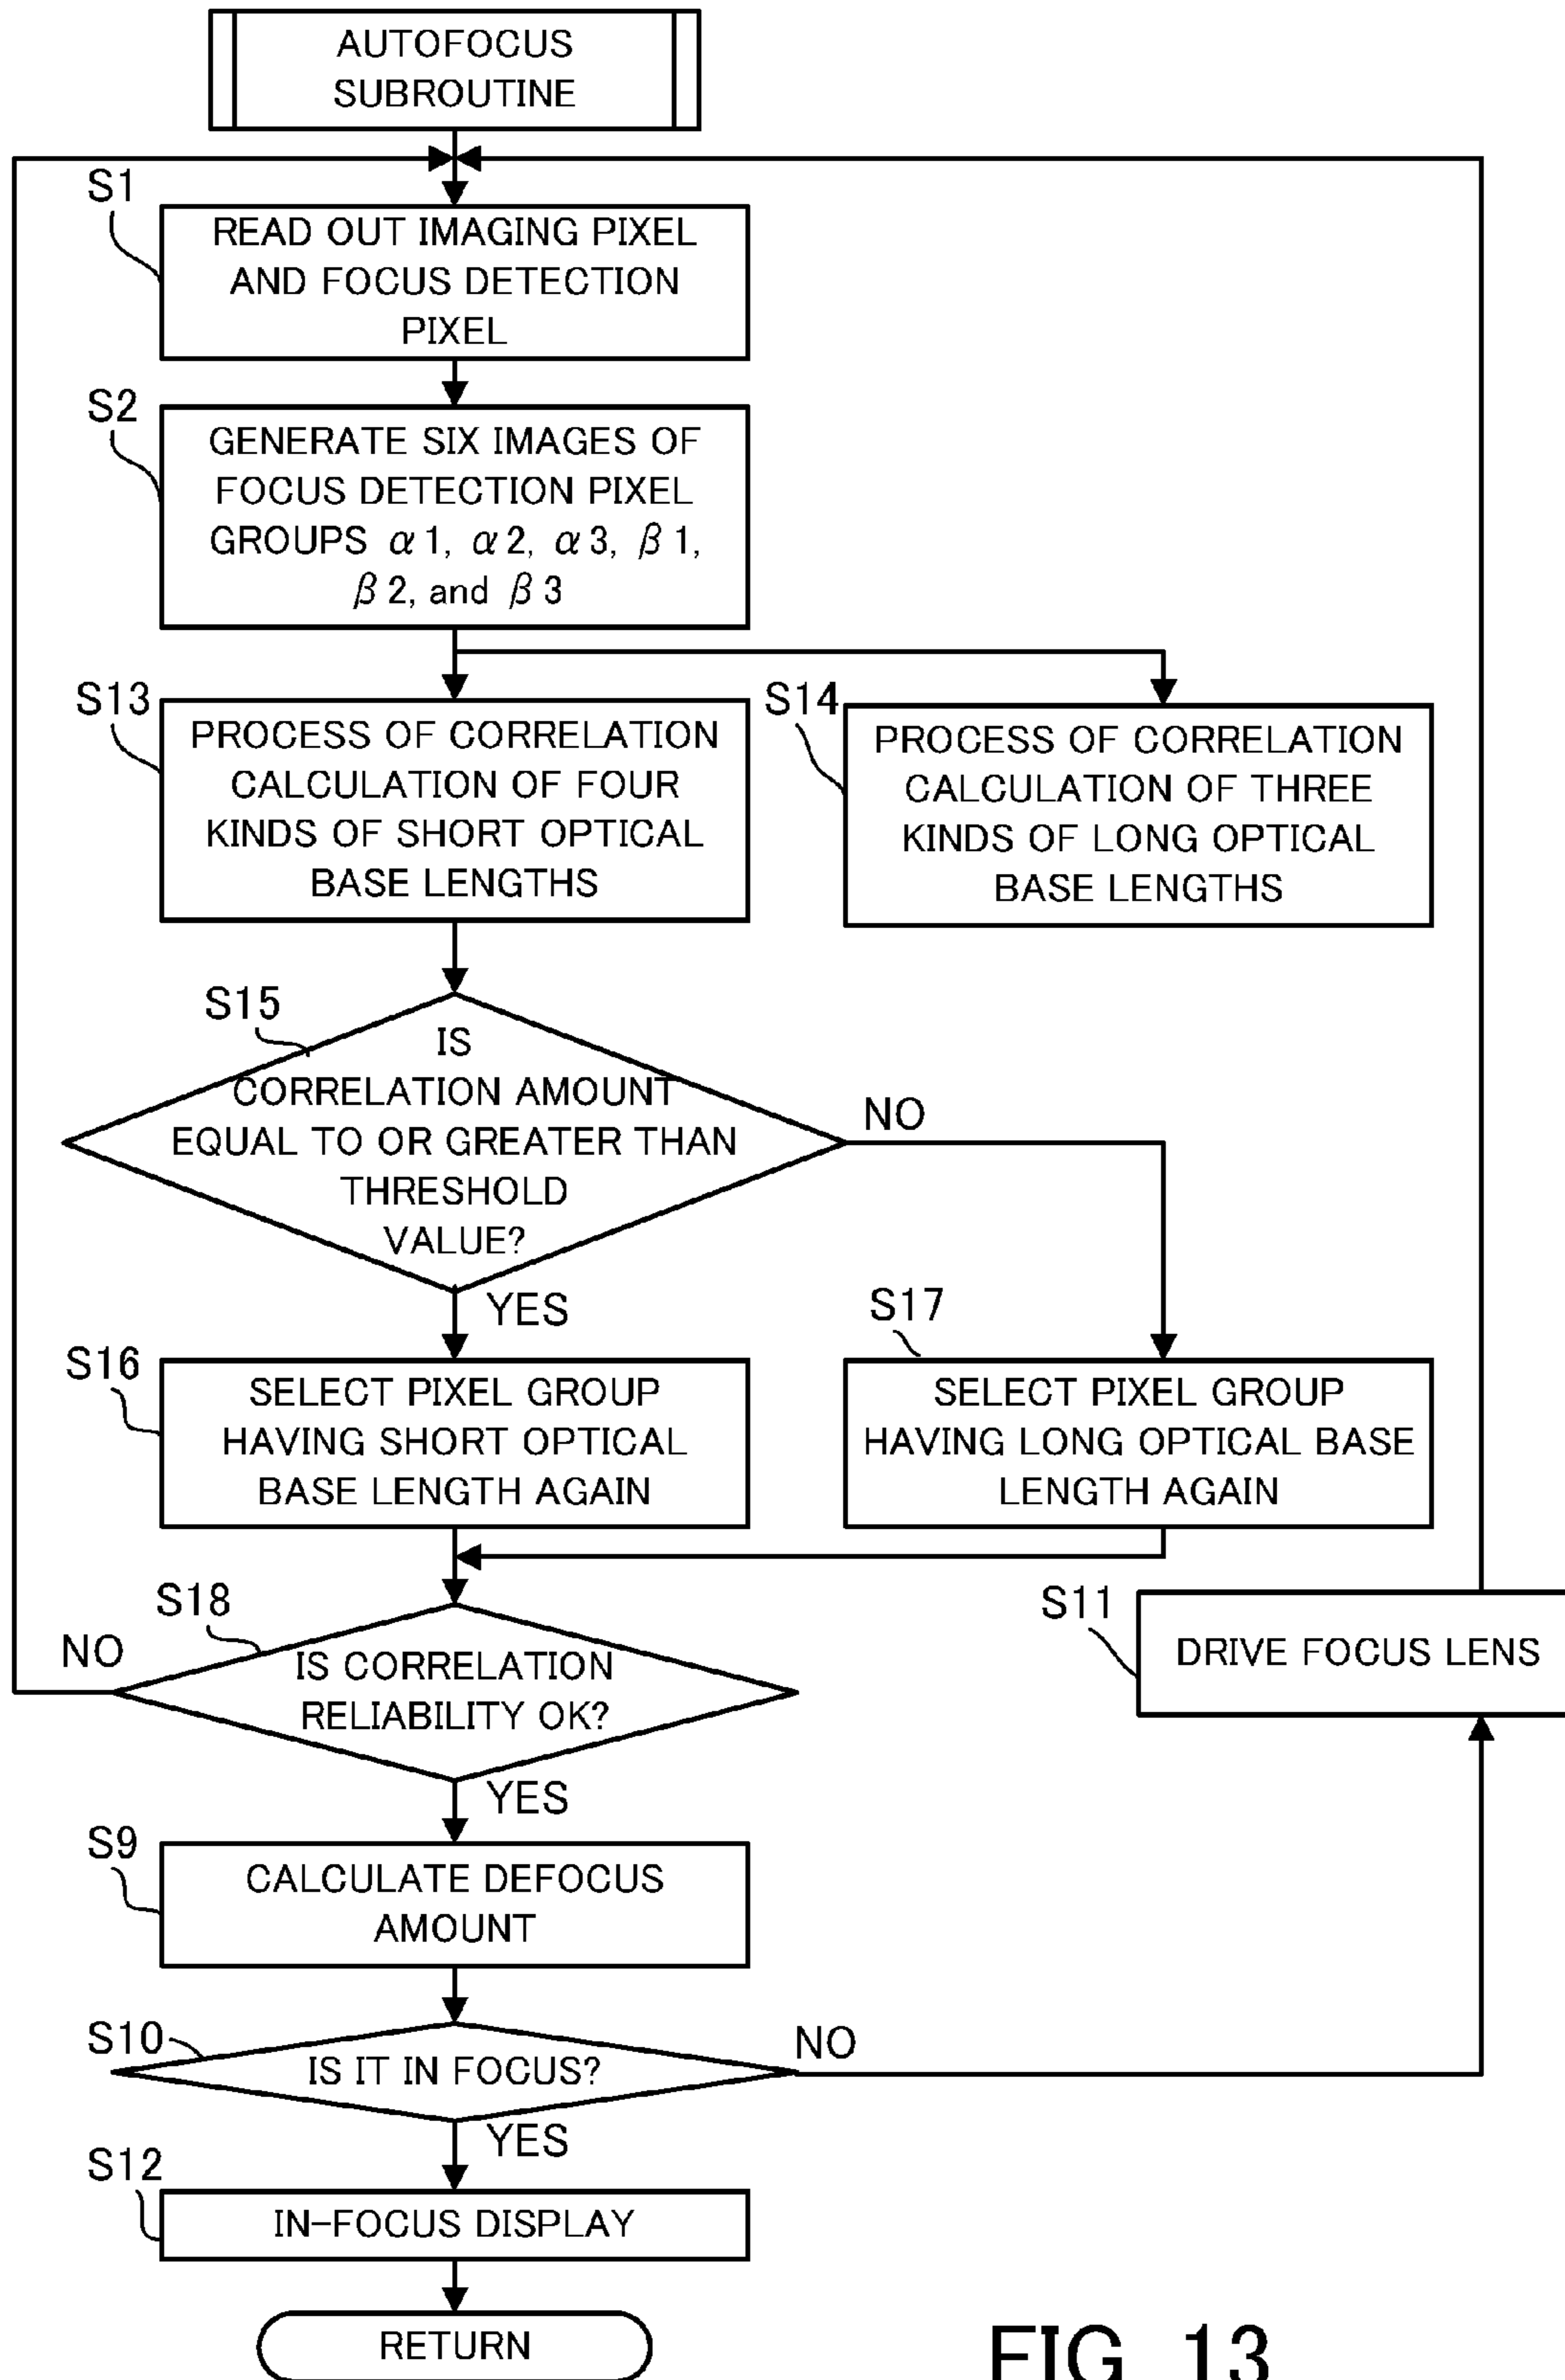 AUTOFOCUS
SUBROUTINE
S1
READ OUT IMAGING PIXEL
AND FOCUS DETECTION
PIXEL
S2
GENERATE SIX IMAGES OF
FOCUS DETECTION PIXEL
GROUPS α1, α2, α3, β1,
β2, and β3
S13
PROCESS OF CORRELATION
CALCULATION OF FOUR
KINDS OF SHORT OPTICAL
BASE LENGTHS
S14
PROCESS OF CORRELATION
CALCULATION OF THREE
KINDS OF LONG OPTICAL
BASE LENGTHS
S15
IS
CORRELATION AMOUNT
EQUAL TO OR GREATER THAN
THRESHOLD
VALUE?
NO
YES
S16
SELECT PIXEL GROUP
HAVING SHORT OPTICAL
BASE LENGTH AGAIN
S17
SELECT PIXEL GROUP
HAVING LONG OPTICAL BASE
LENGTH AGAIN
S18
NO
IS CORRELATION
RELIABILITY OK?
YES
S11
DRIVE FOCUS LENS
S9
CALCULATE DEFOCUS
AMOUNT
S10
IS IT IN FOCUS?
NO
YES
S12
IN-FOCUS DISPLAY
RETURN
FIG. 13